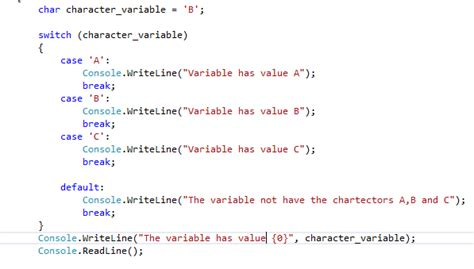 {
char character_variable = 'B';
switch (character_variable)
{
case 'A':
Console.WriteLine("Variable has value A");
break;
case 'B':
Console.WriteLine("Variable has value B");
break;
case 'C':
Console.WriteLine("Variable has value C");
break;
default:
Console.WriteLine("The variable not have the chartectors A,B and C");
break;
}
Console.WriteLine("The variable has value {0}", character_variable);
Console.ReadLine();